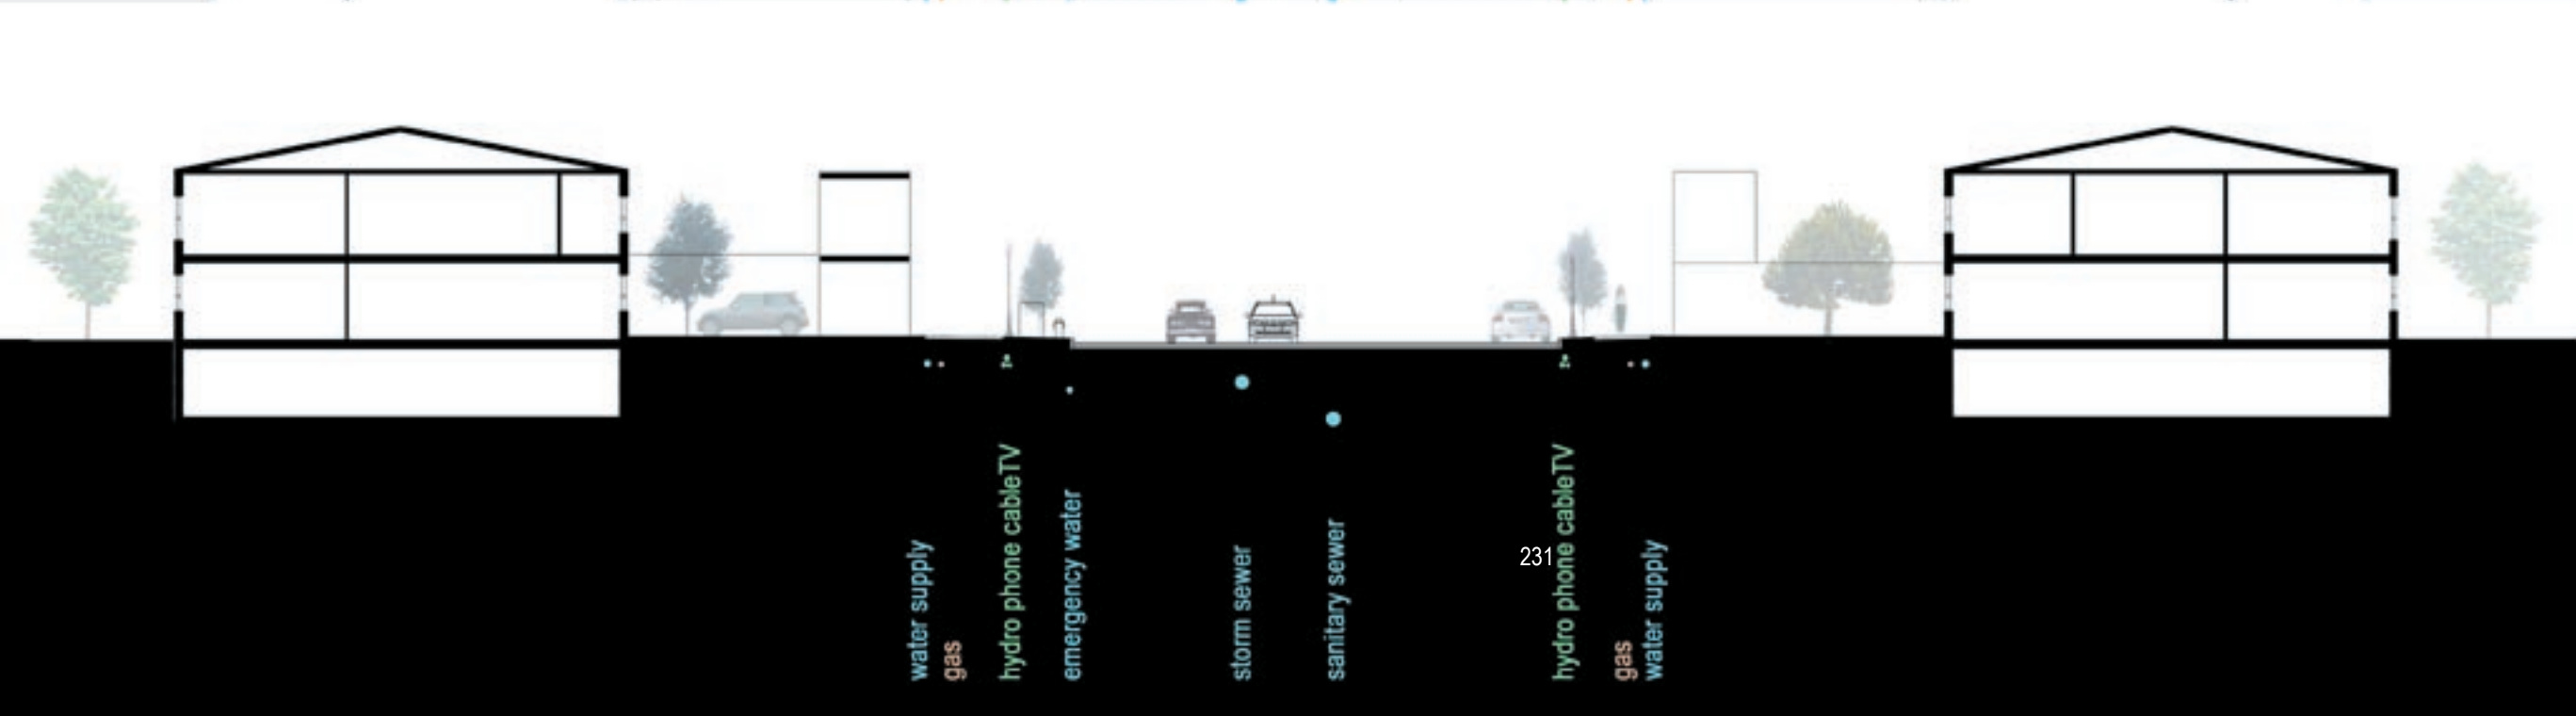 water supply
gas
hydro phone cableTV
emergency water
storm sewer
sanitary sewer
231
hydro phone cableTV
gas
water supply